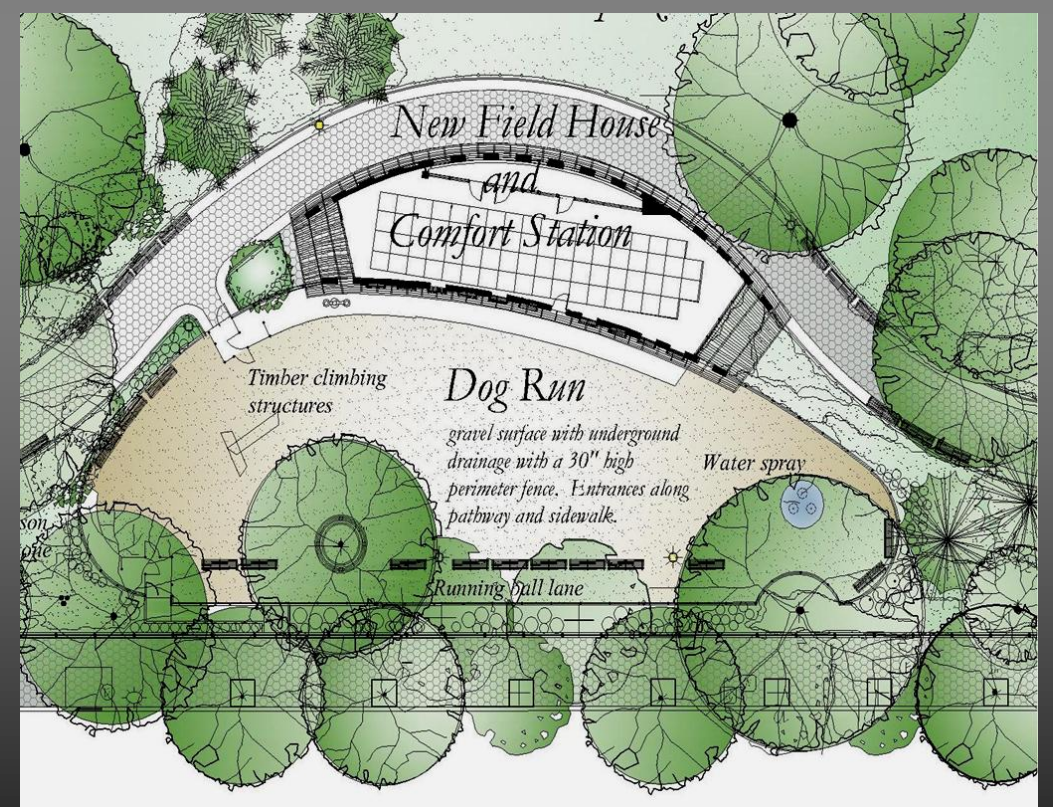 New Field House
and
Comfort Station
Timber climbing
structures
Dog Run
gravel surface with underground
drainage with a 30" high
perimeter fence. Entrances along
pathway and sidewalk.
Water spray
Running ball lane